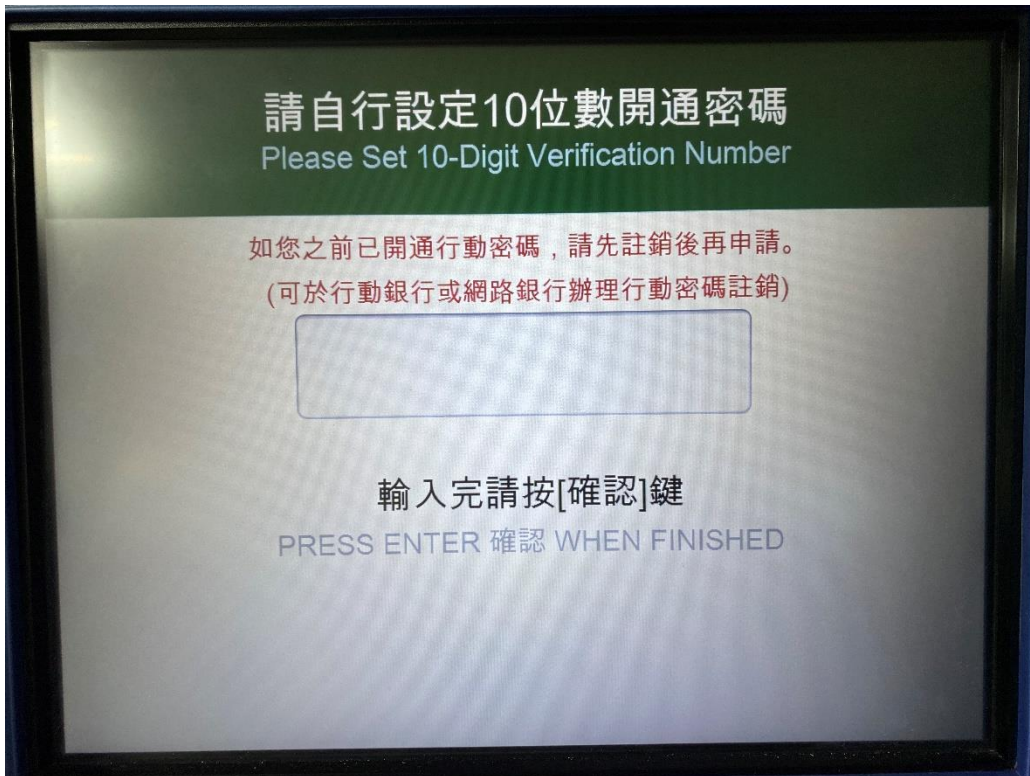 請自行設定10位數開通密碼
Please Set 10-Digit Verification Number
如您之前已開通行動密碼，請先註銷後再申請。
(可於行動銀行或網路銀行辦理行動密碼註銷)
輸入完請按[確認]鍵
PRESS ENTER 確認 WHEN FINISHED